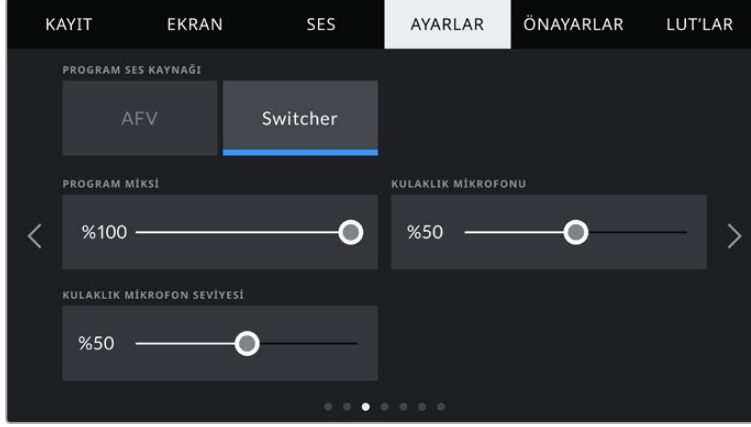 KAYIT EKRAN SES AYARLAR ÖNAYARLAR LUT'LAR
PROGRAM SES KAYNAĞI
AFV Switcher
PROGRAM MİKSİ KULAKLIK MİKROFONU
%100 %50
KULAKLIK MİKROFON SEVİYESİ
%50